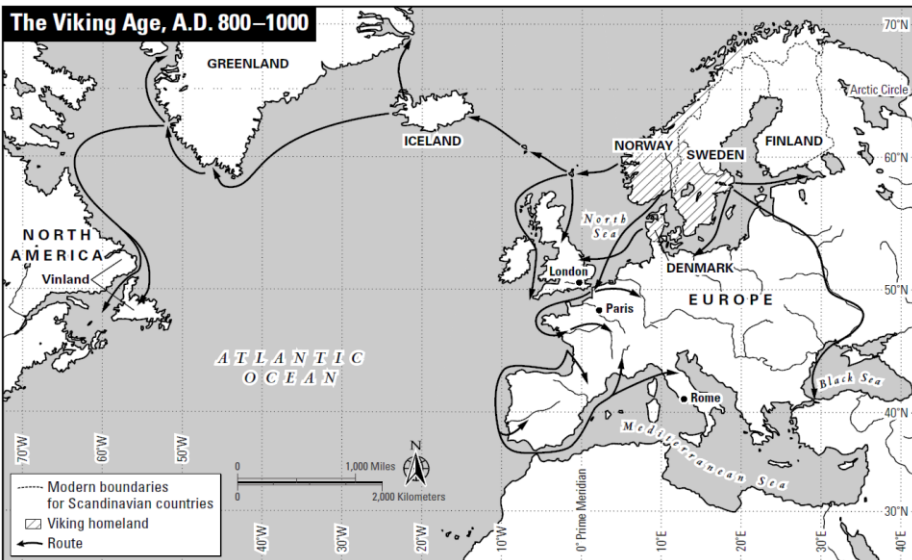 The Viking Age, A.D. 800–1000
70°N
GREENLAND
Arctic Circle
ICELAND
NORWAY
FINLAND
SWEDEN
60°N
North
Sea
NORTH
AMERICA
Vinland
London
DENMARK
EUROPE
50°N
Paris
ATLANTIC
OCEAN
Black Sea
Rome
40°N
Mediterranean Sea
70°W
60°W
50°W
40°W
30°W
20°W
10°W
0° Prime Meridian
10°E
20°E
30°E
40°E
30°N
N
0
1,000 Miles
0
2,000 Kilometers
Modern boundaries
for Scandinavian countries
Viking homeland
Route